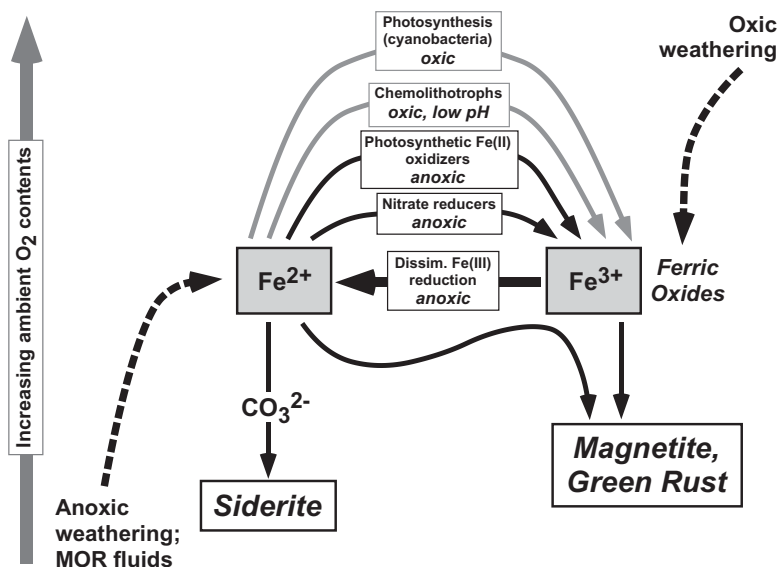 Photosynthesis
(cyanobacteria)
oxic
Oxic
weathering
Chemolithotrophs
oxic, low pH
Photosynthetic Fe(II)
oxidizers
anoxic
Nitrate reducers
anoxic
Increasing ambient O2 contents
Fe2+
Dissim. Fe(III)
reduction
anoxic
Fe3+
Ferric
Oxides
CO32-
Siderite
Magnetite,
Green Rust
Anoxic
weathering;
MOR fluids